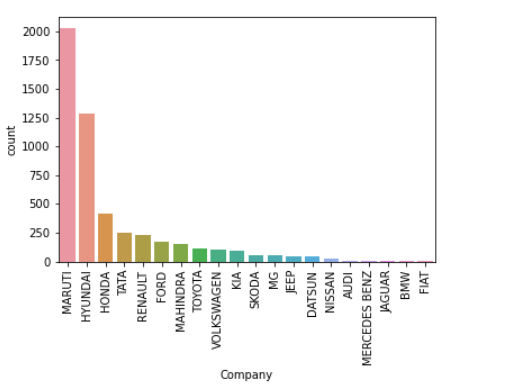 2000
1750
1500
1250
1000
750
500
250
0
count
MARUTI
HYUNDAI
HONDA
TATA
RENAULT
FORD
MAHINDRA
TOYOTA
VOLKSWAGEN
KIA
SKODA
MG
JEEP
DATSUN
NISSAN
AUDI
MERCEDES BENZ
JAGUAR
BMW
FIAT
Company